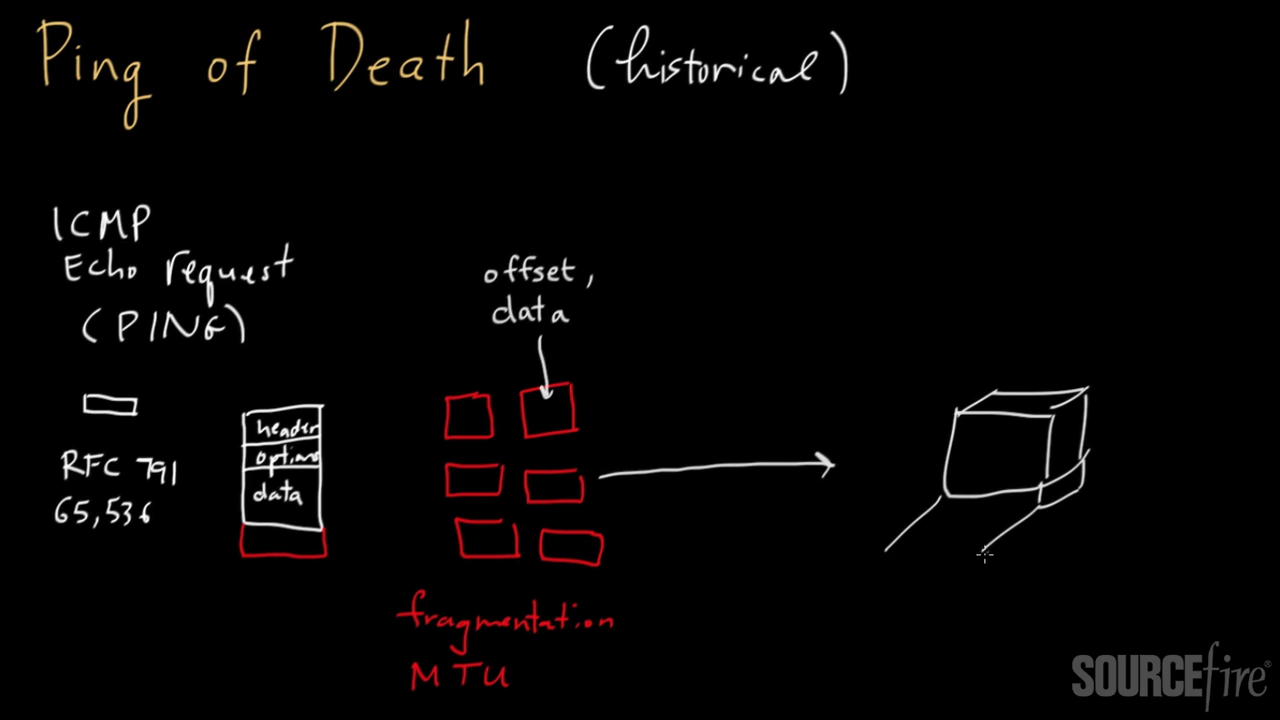 Ping of Death (historical)
ICMP
Echo request
(PING)
offset,
data
header
options
data
RFC 791
65,536
fragmentation
MTU
SOURCEfire®